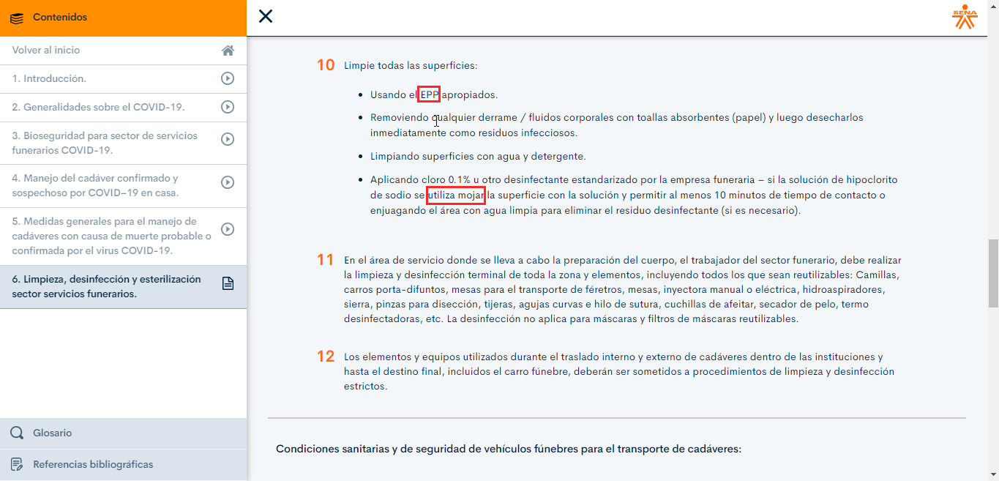 Contenidos
Volver al inicio
1. Introducción.
2. Generalidades sobre el COVID-19.
3. Bioseguridad para sector de servicios
funerarios COVID-19.
4. Manejo del cadáver confirmado y
sospechoso por COVID–19 en casa.
5. Medidas generales para el manejo de
cadáveres con causa de muerte probable o
confirmada por el virus COVID-19.
6. Limpieza, desinfección y esterilización
sector servicios funerarios.
Glosario
Referencias bibliográficas
SENA
10 Limpie todas las superficies:
• Usando el EPP apropiados.
• Removiendo cualquier derrame / fluidos corporales con toallas absorbentes (papel) y luego desecharlos
inmediatamente como residuos infecciosos.
• Limpiando superficies con agua y detergente.
• Aplicando cloro 0.1% u otro desinfectante estandarizado por la empresa funeraria – si la solución de hipoclorito
de sodio se utiliza mojar la superficie con la solución y permitir al menos 10 minutos de tiempo de contacto o
enjuagando el área con agua limpia para eliminar el residuo desinfectante (si es necesario).
11 En el área de servicio donde se lleva a cabo la preparación del cuerpo, el trabajador del sector funerario, debe realizar
la limpieza y desinfección terminal de toda la zona y elementos, incluyendo todos los que sean reutilizables: Camillas,
carros porta-difuntos, mesas para el transporte de féretros, mesas, inyectora manual o eléctrica, hidroaspiradores,
sierra, pinzas para disección, tijeras, agujas curvas e hilo de sutura, cuchillas de afeitar, secador de pelo, termo
desinfectadoras, etc. La desinfección no aplica para máscaras y filtros de máscaras reutilizables.
12 Los elementos y equipos utilizados durante el traslado interno y externo de cadáveres dentro de las instituciones y
hasta el destino final, incluidos el carro fúnebre, deberán ser sometidos a procedimientos de limpieza y desinfección
estrictos.
Condiciones sanitarias y de seguridad de vehículos fúnebres para el transporte de cadáveres: